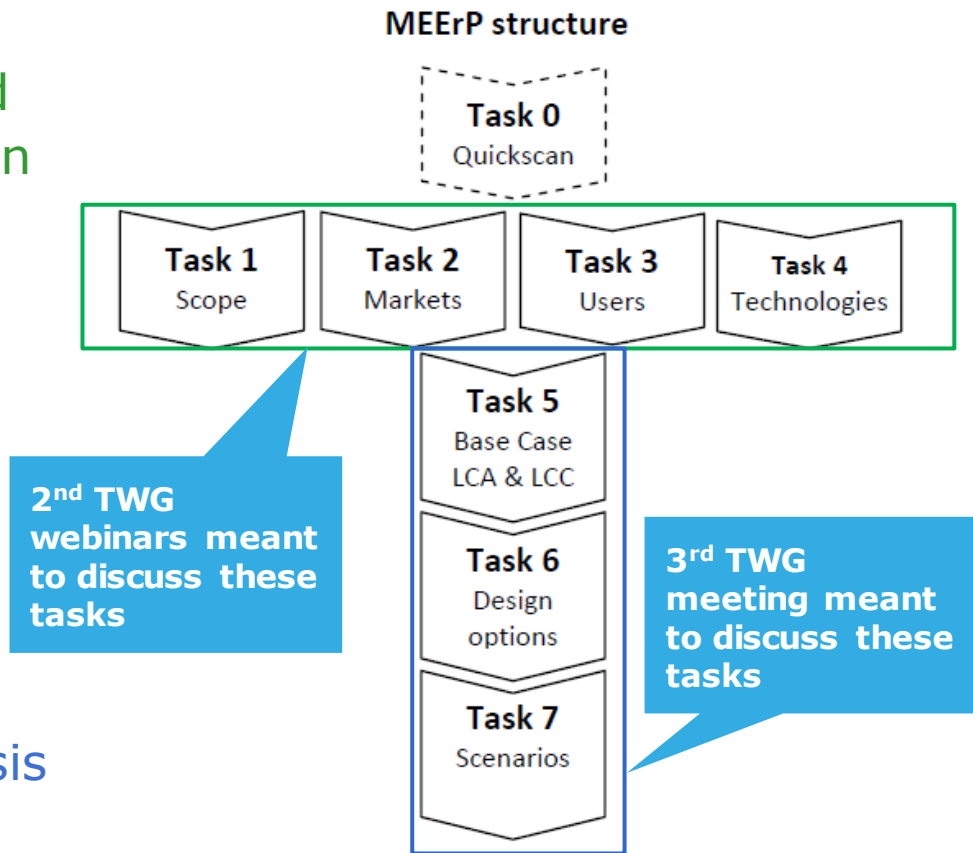 MEErP structure
Task 0
Quickscan
d
n
Task 1
Scope
Task 2
Markets
Task 3
Users
Task 4
Technologies
Task 5
Base Case
LCA & LCC
2nd TWG
webinars meant
to discuss these
tasks
Task 6
Design
options
3rd TWG
meeting meant
to discuss these
tasks
Task 7
Scenarios
sis